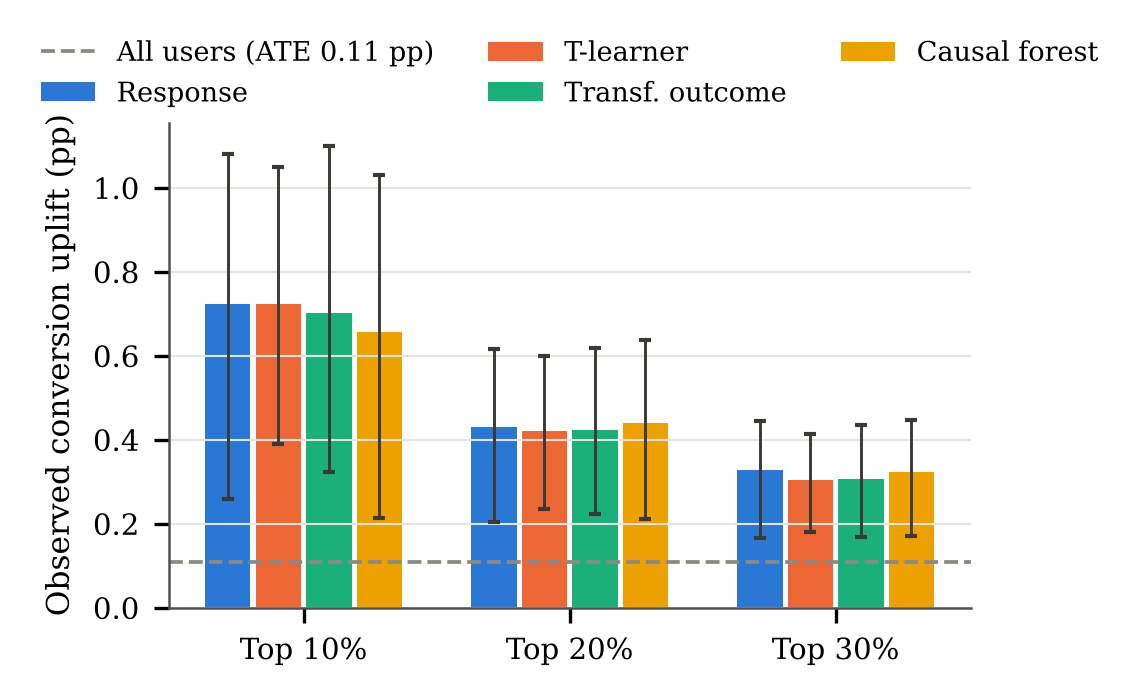 All users (ATE 0.11 pp)
T-learner
Causal forest
Response
Transf. outcome
Observed conversion uplift (pp)
1.0
0.8
0.6
0.4
0.2
0.0
Top 10%
Top 20%
Top 30%